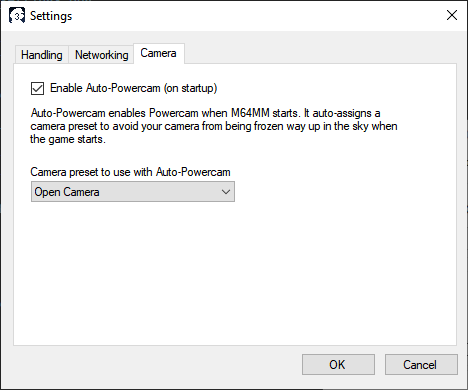 3
Settings
Handling
Networking
Camera
Enable Auto-Powercam (on startup)
Auto-Powercam enables Powercam when M64MM starts. It auto-assigns a
camera preset to avoid your camera from being frozen way up in the sky when
the game starts.
Camera preset to use with Auto-Powercam
Open Camera
OK
Cancel